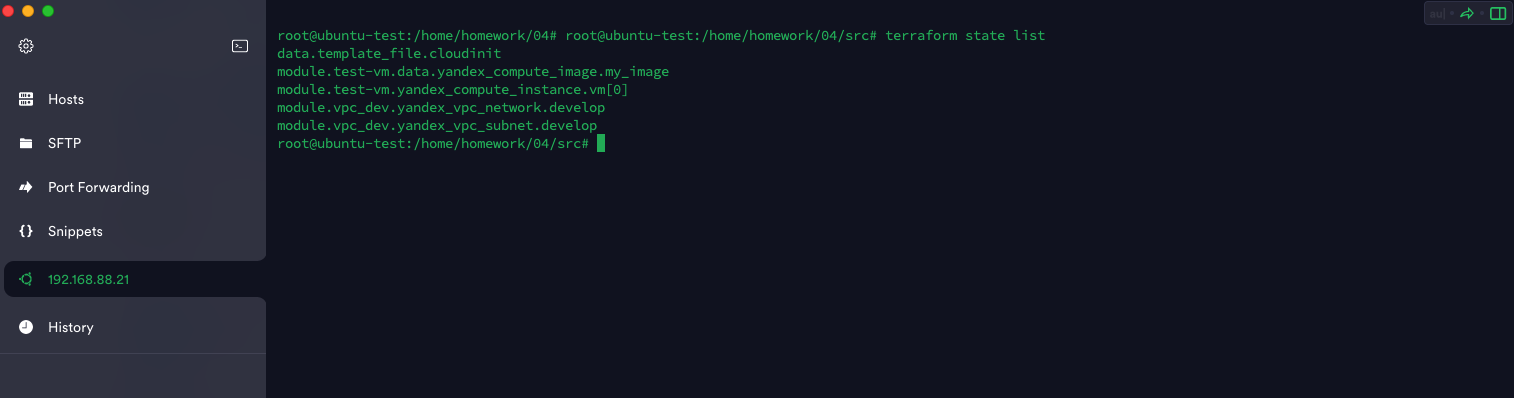 Hosts
SFTP
Port Forwarding
Snippets
192.168.88.21
History
root@ubuntu-test:/home/homework/04# root@ubuntu-test:/home/homework/04/src# terraform state list
data.template_file.cloudinit
module.test-vm.data.yandex_compute_image.my_image
module.test-vm.yandex_compute_instance.vm[0]
module.vpc_dev.yandex_vpc_network.develop
module.vpc_dev.yandex_vpc_subnet.develop
root@ubuntu-test:/home/homework/04/src#